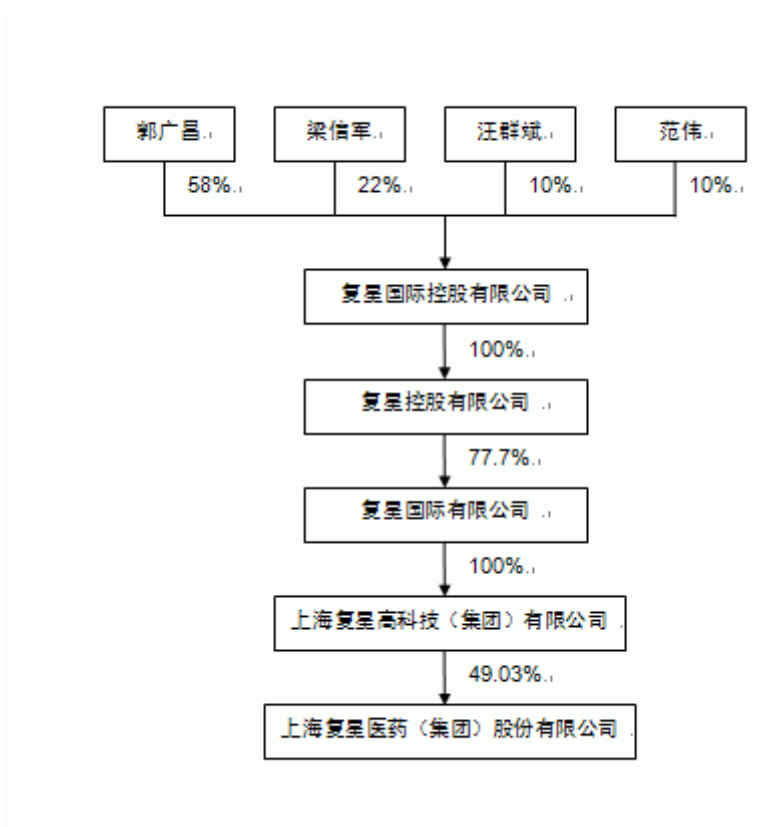 郭广昌
梁信军
汪群斌
范伟
58%
22%
10%
10%
复星国际控股有限公司
100%
复星控股有限公司
77.7%
复星国际有限公司
100%
上海复星高科技（集团）有限公司
49.03%
上海复星医药（集团）股份有限公司